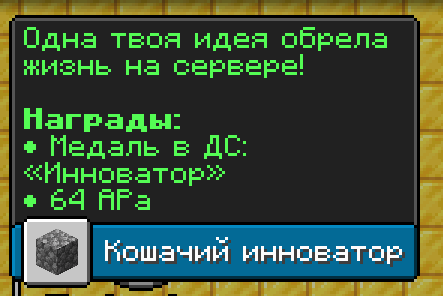 Одна твоя идея обрела
жизнь на сервере!
Награды:
• Медаль в ДС:
«Инноватор»
• 64 АРа
Кошачий инноватор